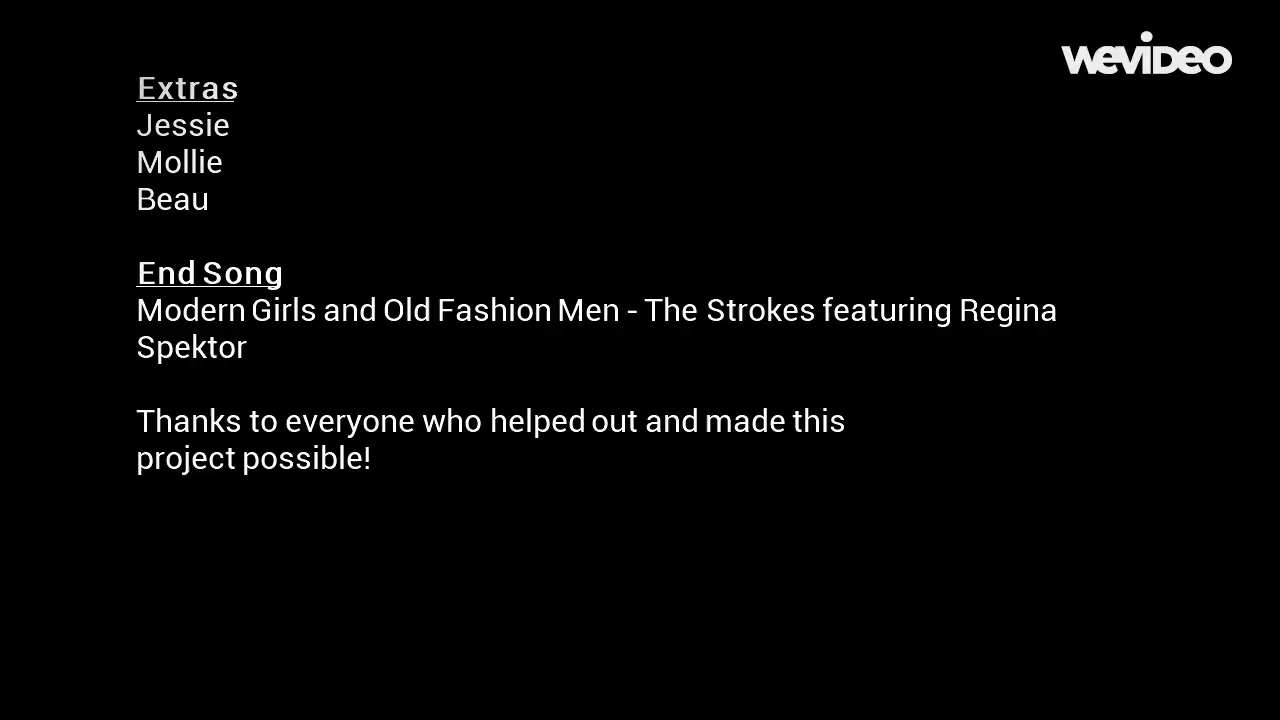 wevideo
Extras
Jessie
Mollie
Beau
End Song
Modern Girls and Old Fashion Men - The Strokes featuring Regina
Spektor
Thanks to everyone who helped out and made this
project possible!